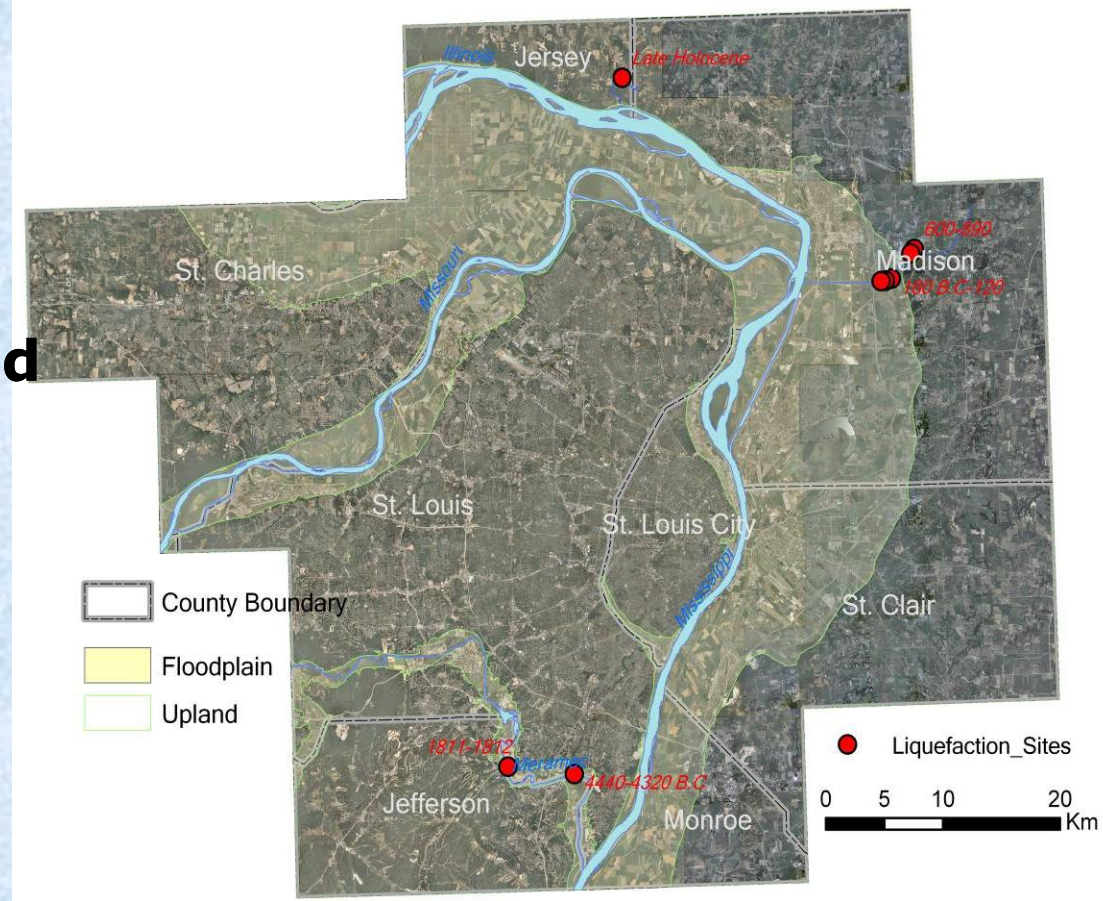 Illinois
Jersey
Late Holocene
600-890
Madison
180 B.C-120
St. Charles
Missouri
d
St. Louis
St. Louis City
Mississippi
St. Clair
County Boundary
Floodplain
Upland
1811-1812
Meramec
4440-4320 B.C
Jefferson
Monroe
Liquefaction_Sites
0 5 10 20
Km